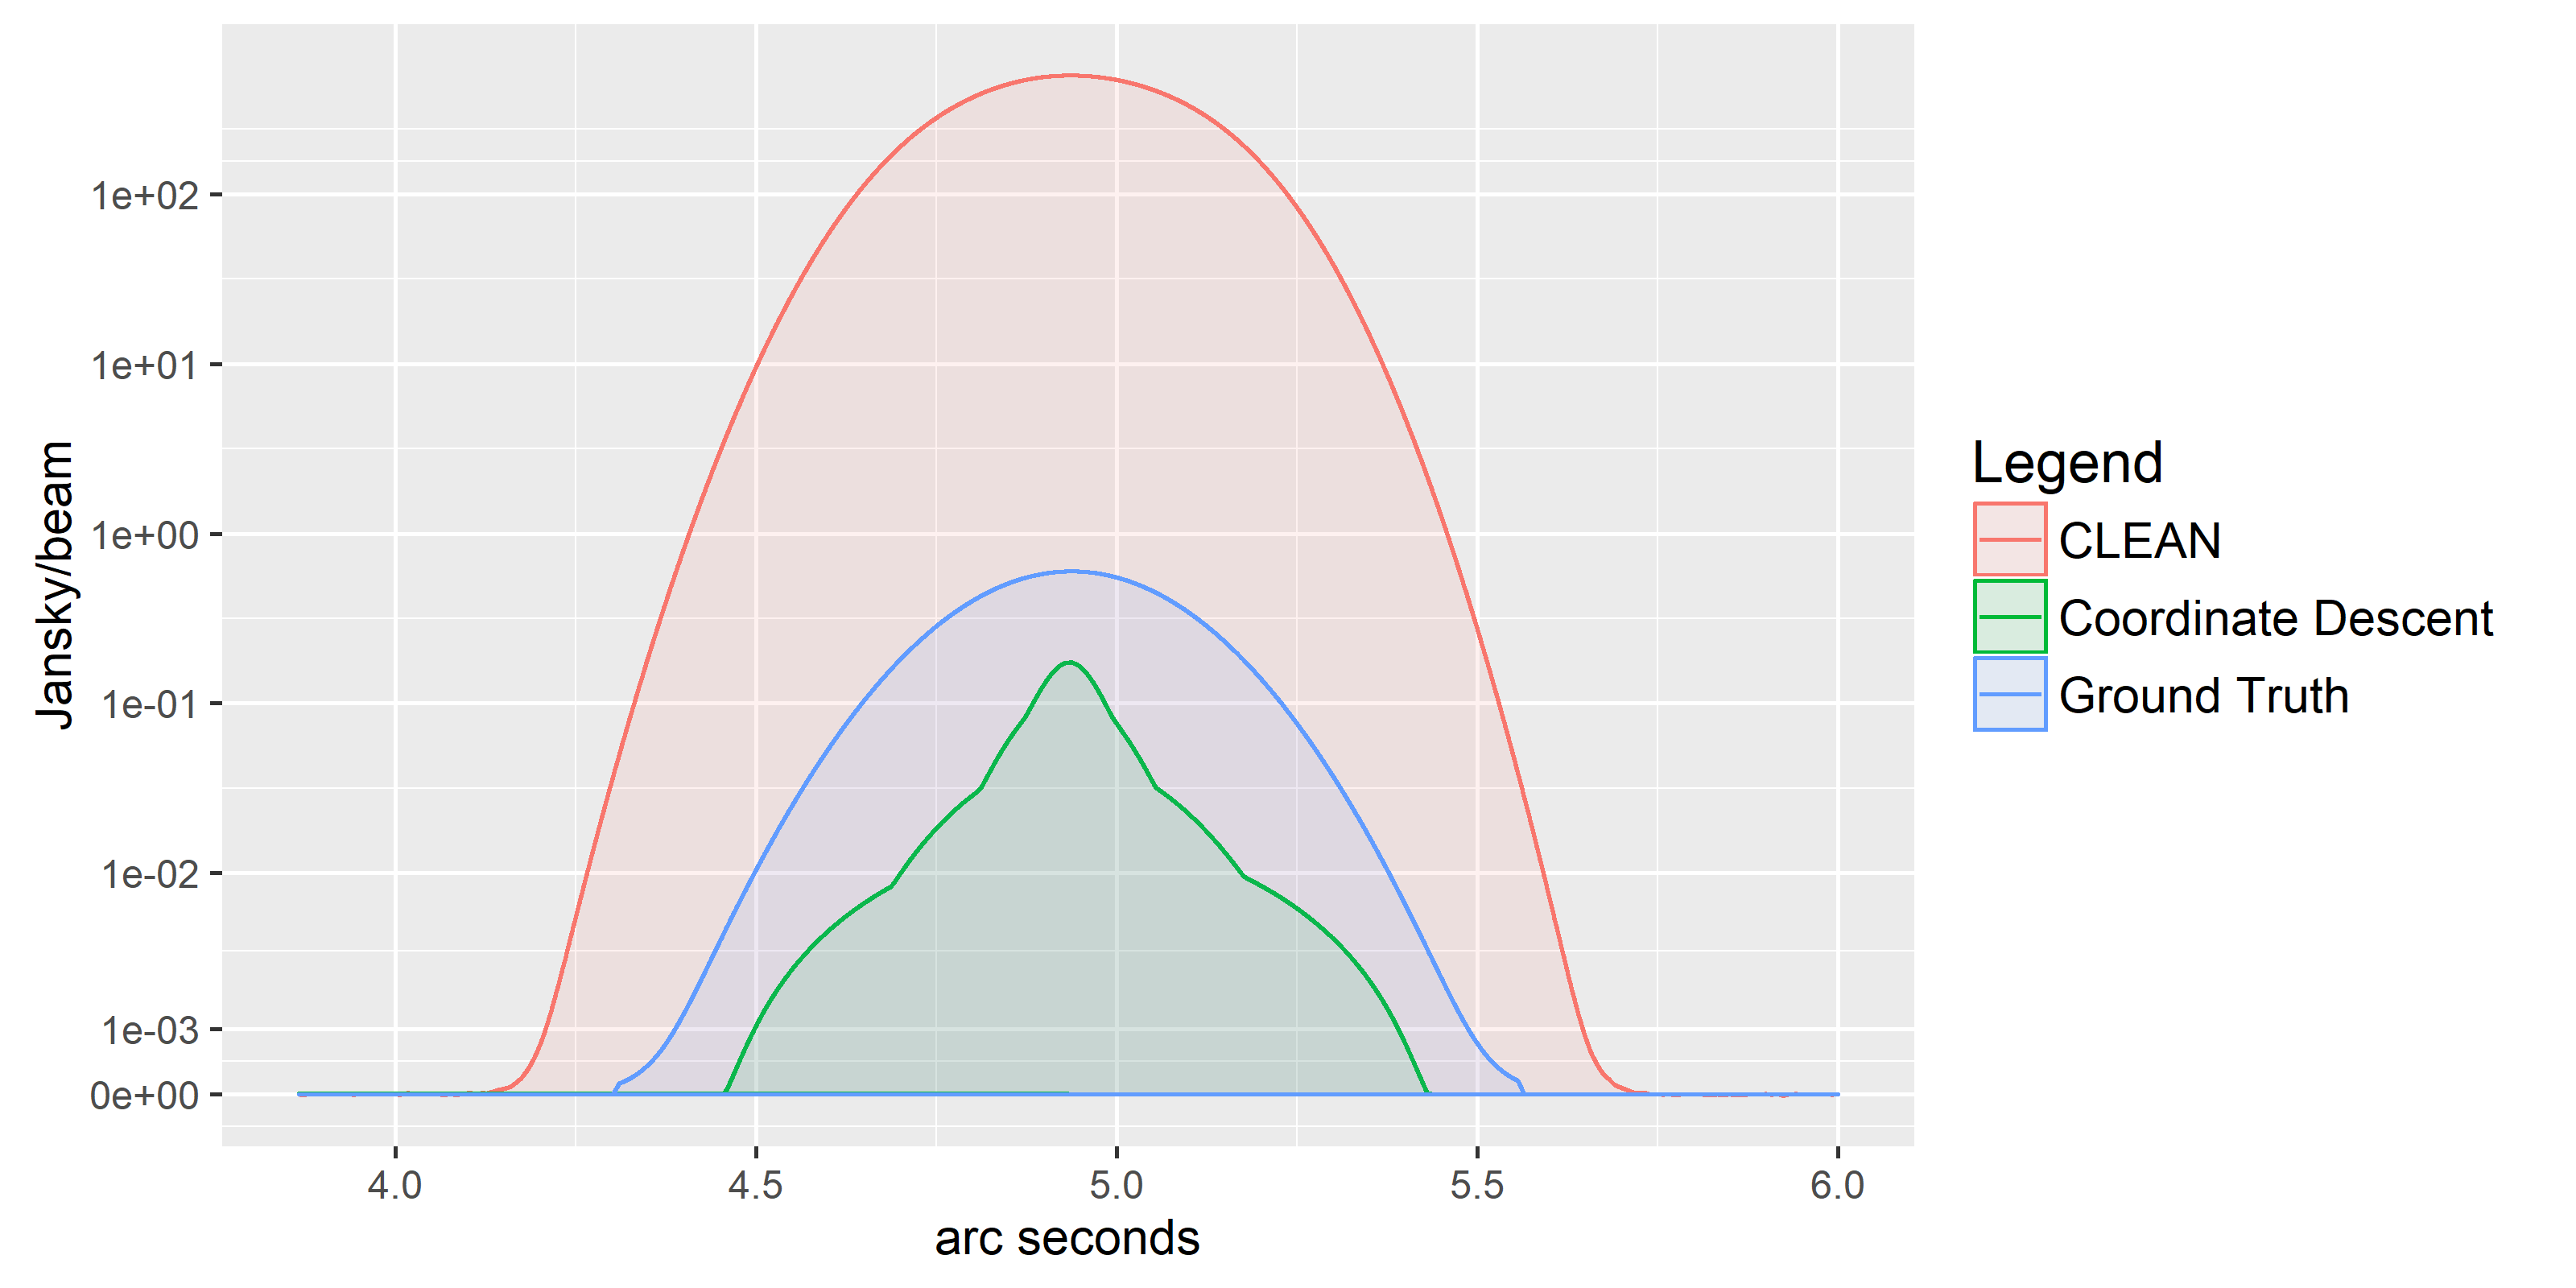 Jansky/beam
1e+02
1e+01
1e+00
1e-01
1e-02
1e-03
0e+00
4.0 4.5 5.0 5.5 6.0
arc seconds
Legend
CLEAN
Coordinate Descent
Ground Truth